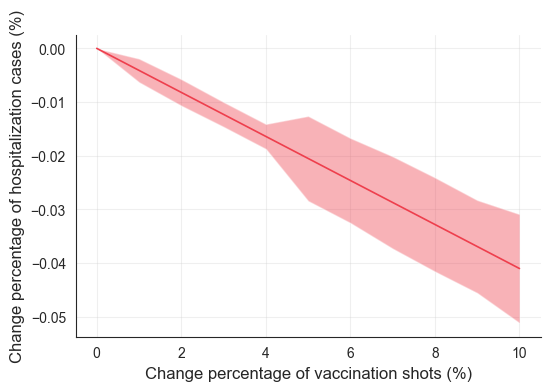 Change percentage of hospitalization cases (%)
0.00
−0.01
−0.02
−0.03
−0.04
−0.05
0 2 4 6 8 10
Change percentage of vaccination shots (%)